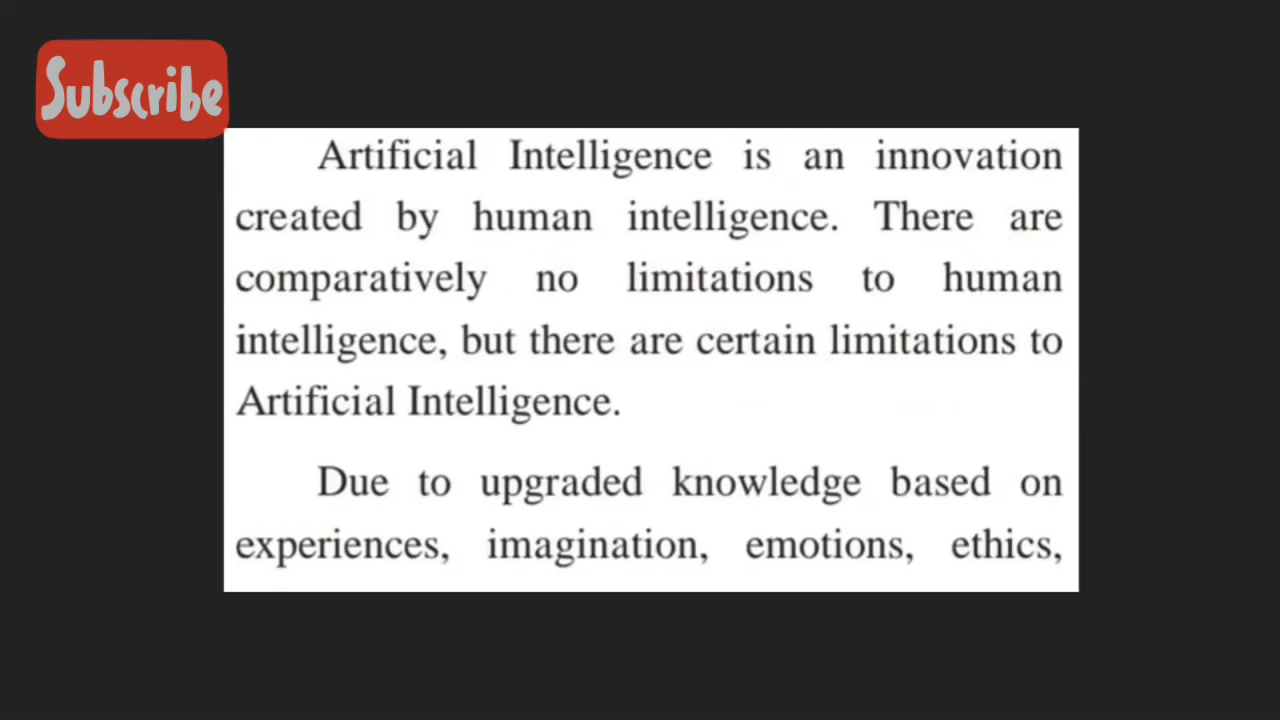 Subscribe
Artificial Intelligence is an innovation
created by human intelligence. There are
comparatively no limitations to human
intelligence, but there are certain limitations to
Artificial Intelligence.
Due to upgraded knowledge based on
experiences, imagination, emotions, ethics,